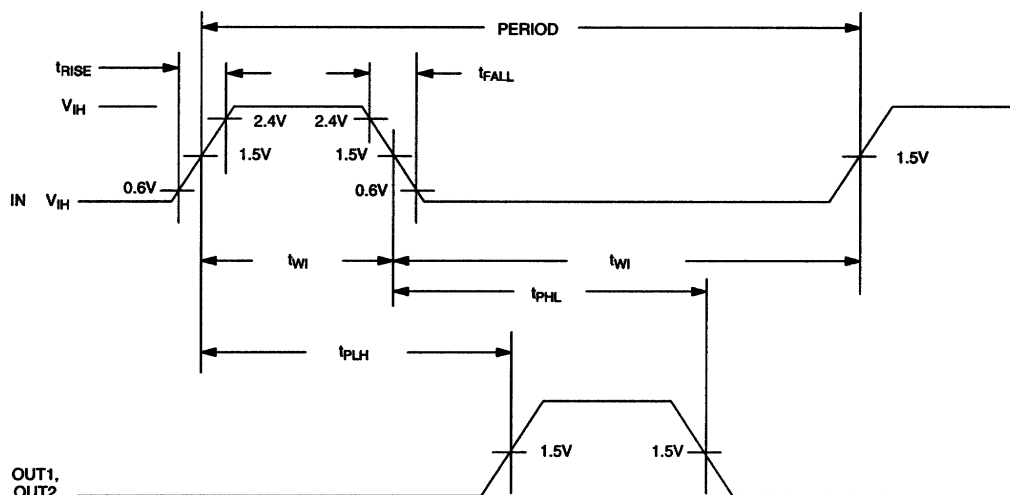 PERIOD
tRISE
tFALL
VIH
2.4V 2.4V
1.5V 1.5V 1.5V
0.6V 0.6V
IN VIH
tWI tWI
tPHL
tPLH
1.5V 1.5V
OUT1,
OUT2